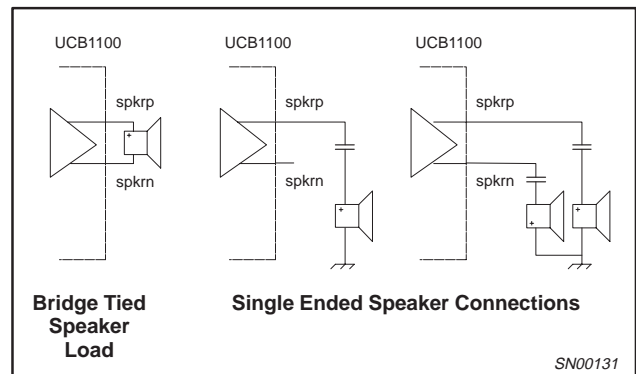 UCB1100
UCB1100
UCB1100
spkrp
spkrp
spkrp
+
spkrn
spkrn
spkrn
+
+
+
Bridge Tied
Speaker
Load
Single Ended Speaker Connections
SN00131